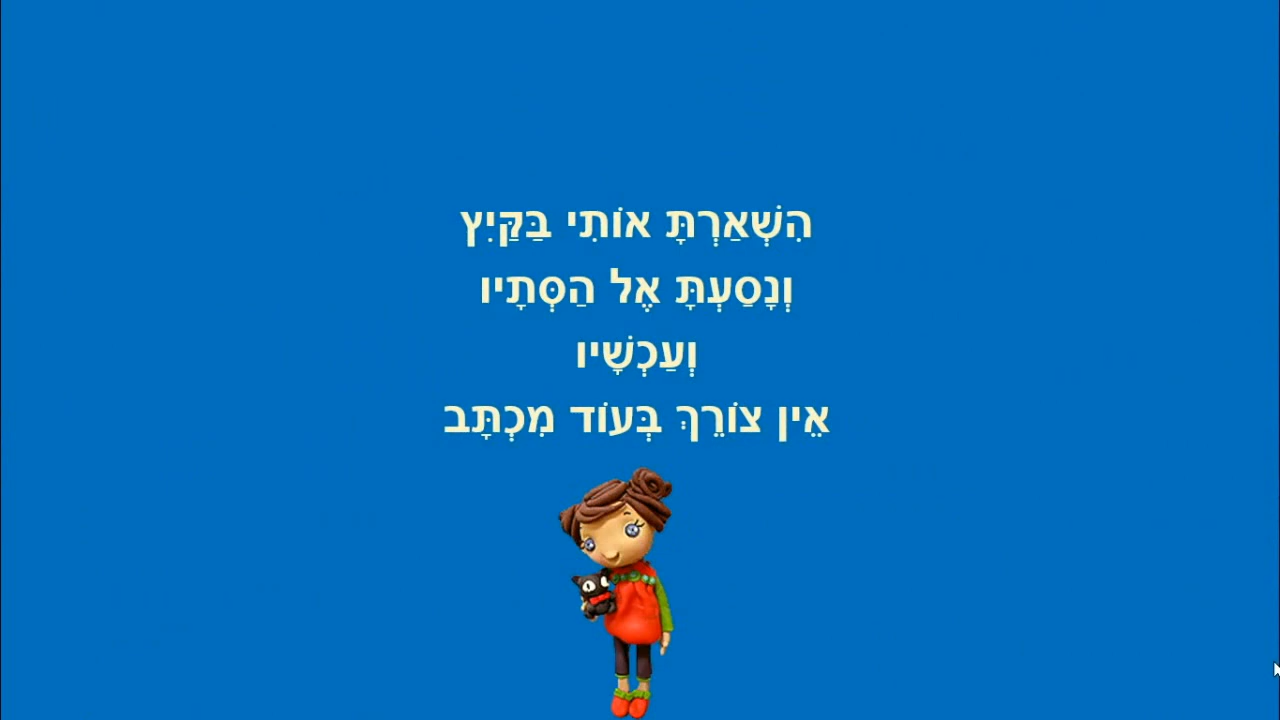 הִשְׁאַרְתָּ אוֹתִי בַּקַּיִץ
וְנָסַעְתָּ אֶל הַסְּתָיו
וְעַכְשָׁיו
אֵין צוֹרֵךְ בְּעוֹד מִכְתָּב